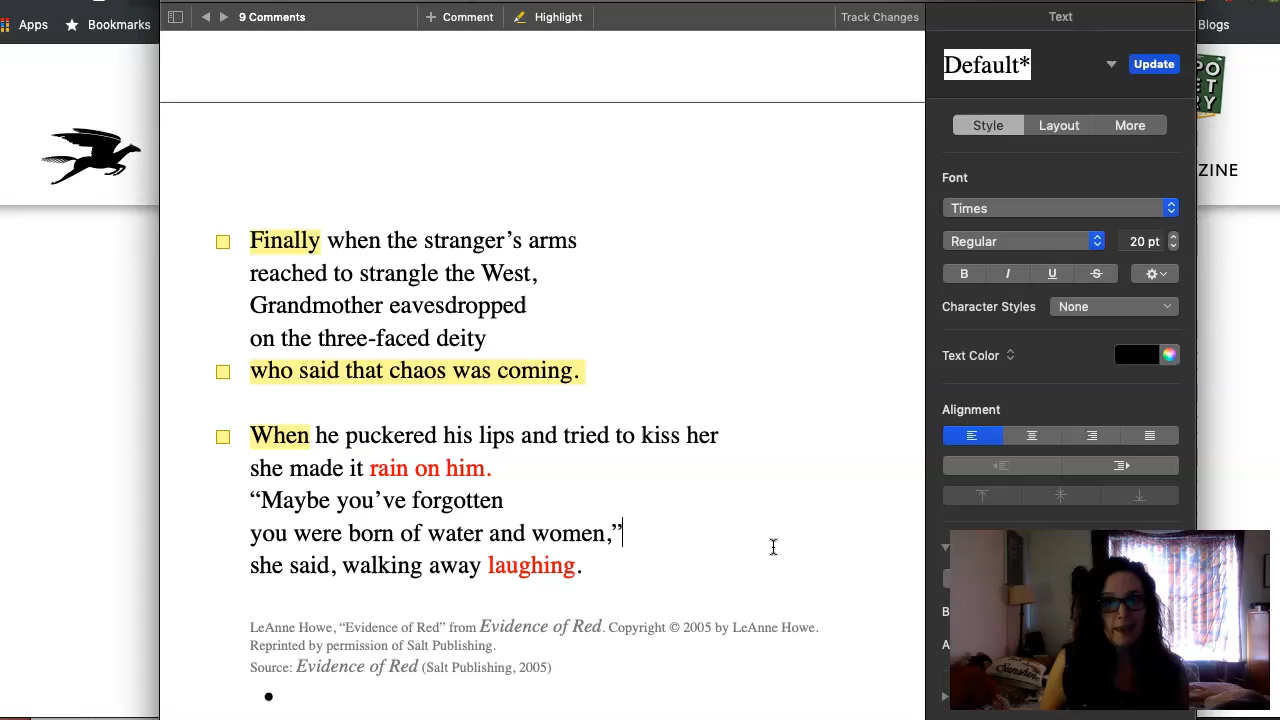 Apps
Bookmarks
9 Comments
Comment
Highlight
Track Changes
Text
Blogs
Default*
Update
PO
ET
RY
ZINE
Style
Layout
More
Font
Times
Regular
20 pt
B
I
U
S
Character Styles
None
Text Color
Alignment
Finally when the stranger’s arms
reached to strangle the West,
Grandmother eavesdropped
on the three-faced deity
who said that chaos was coming.
When he puckered his lips and tried to kiss her
she made it rain on him.
“Maybe you’ve forgotten
you were born of water and women,”
she said, walking away laughing.
LeAnne Howe, “Evidence of Red” from Evidence of Red. Copyright © 2005 by LeAnne Howe.
Reprinted by permission of Salt Publishing.
Source: Evidence of Red (Salt Publishing, 2005)
Sunshine